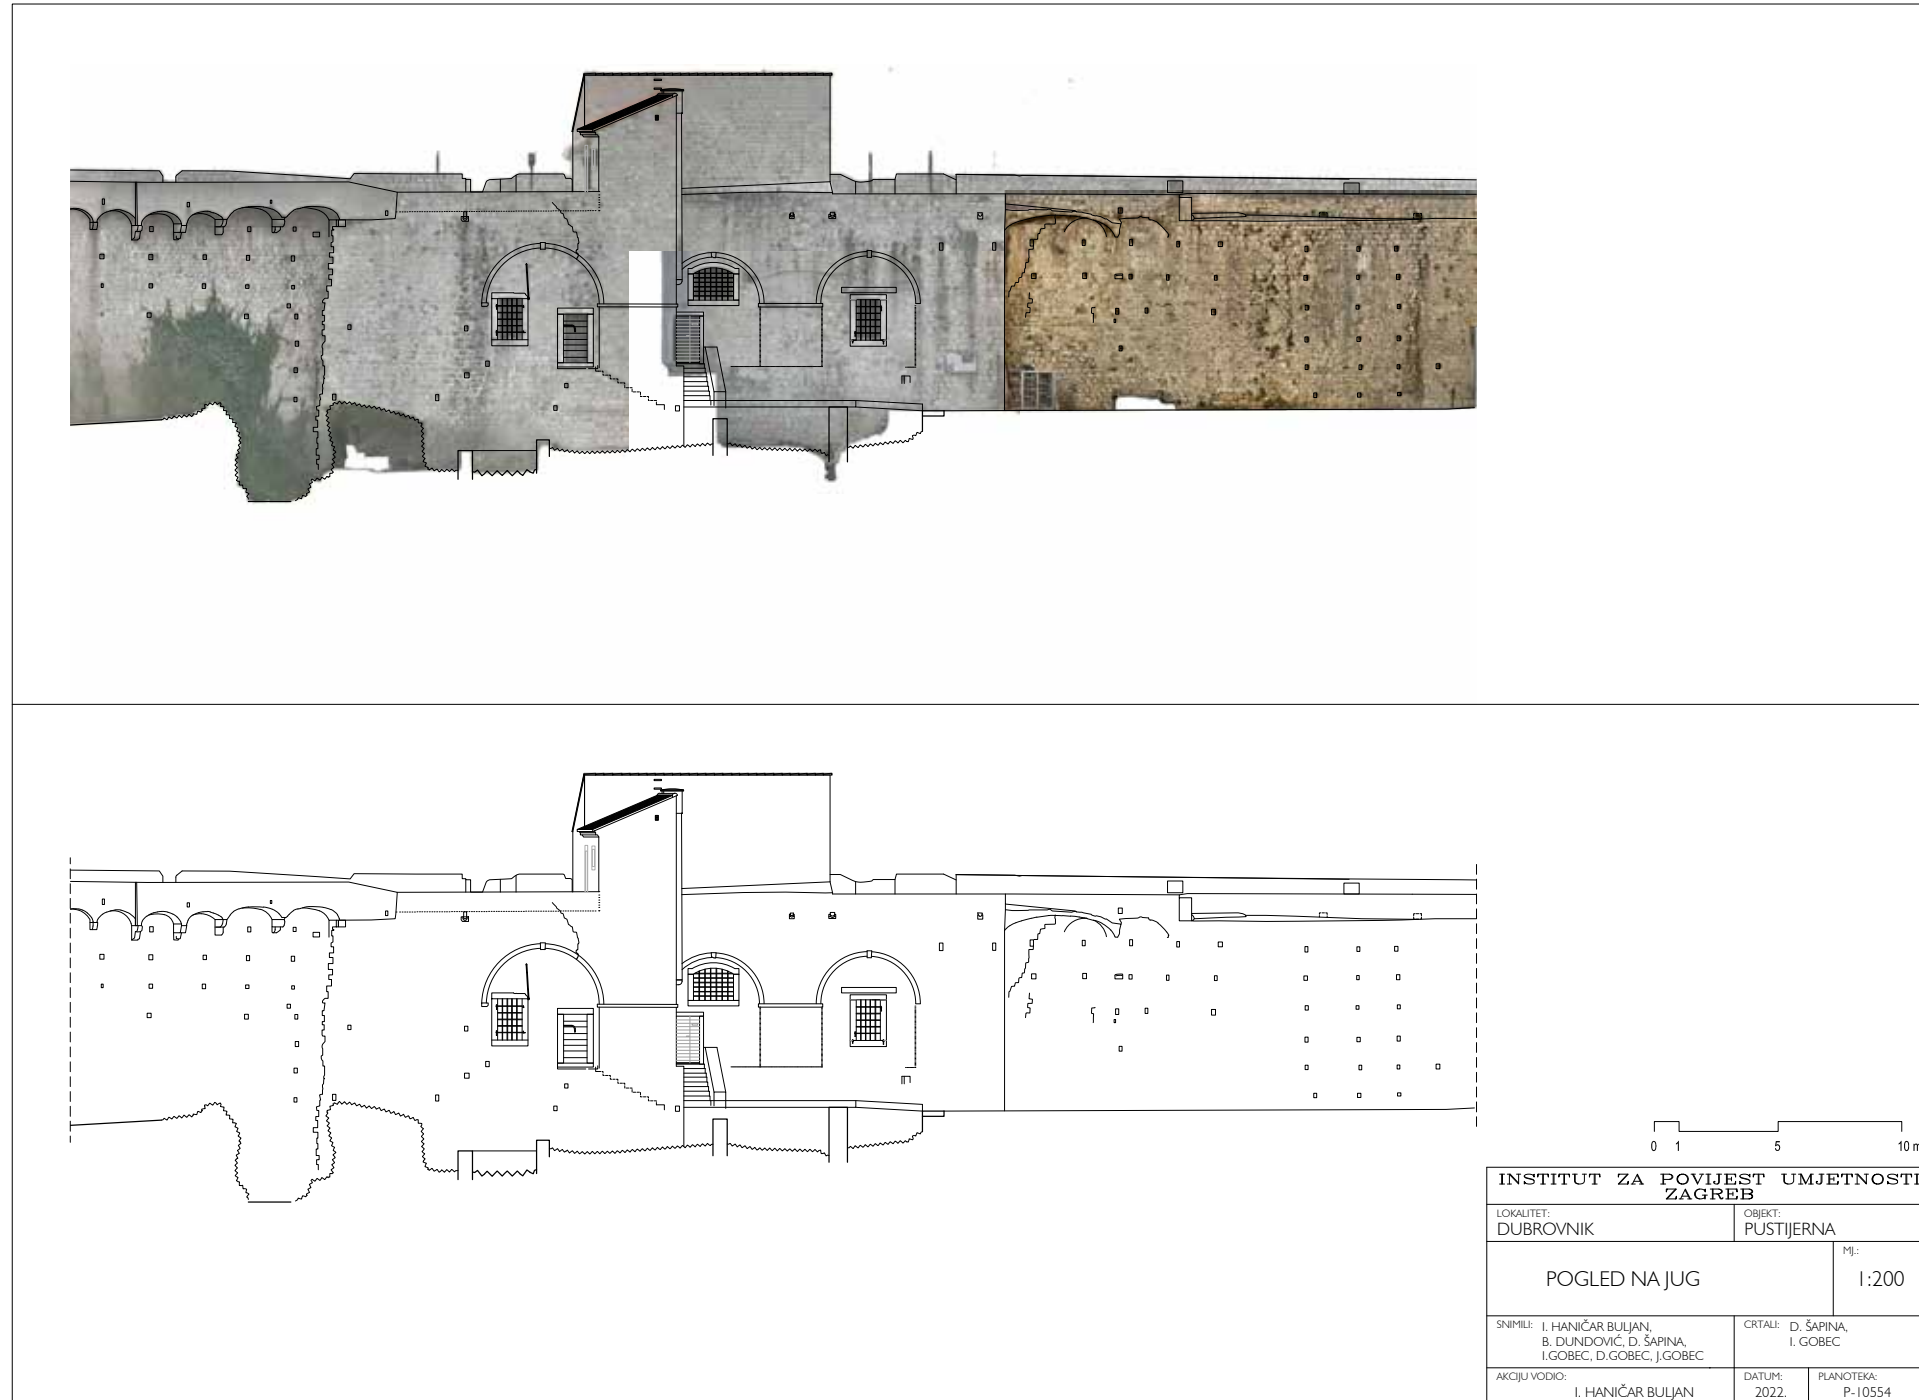 0 1 5 10 m
INSTITUT ZA POVIJEST UMJETNOSTI
ZAGREB
LOKALITET:
DUBROVNIK
OBJEKT:
PUSTIJERNA
POGLED NA JUG
MJ.:
1:200
SNIMILI: I. HANIČAR BULJAN,
B. DUNDOVIĆ, D. ŠAPINA,
I.GOBEC, D.GOBEC, J.GOBEC
CRTALI: D. ŠAPINA,
I. GOBEC
AKCIJU VODIO:
I. HANIČAR BULJAN
DATUM:
2022.
PLANOTEKA:
P-10554